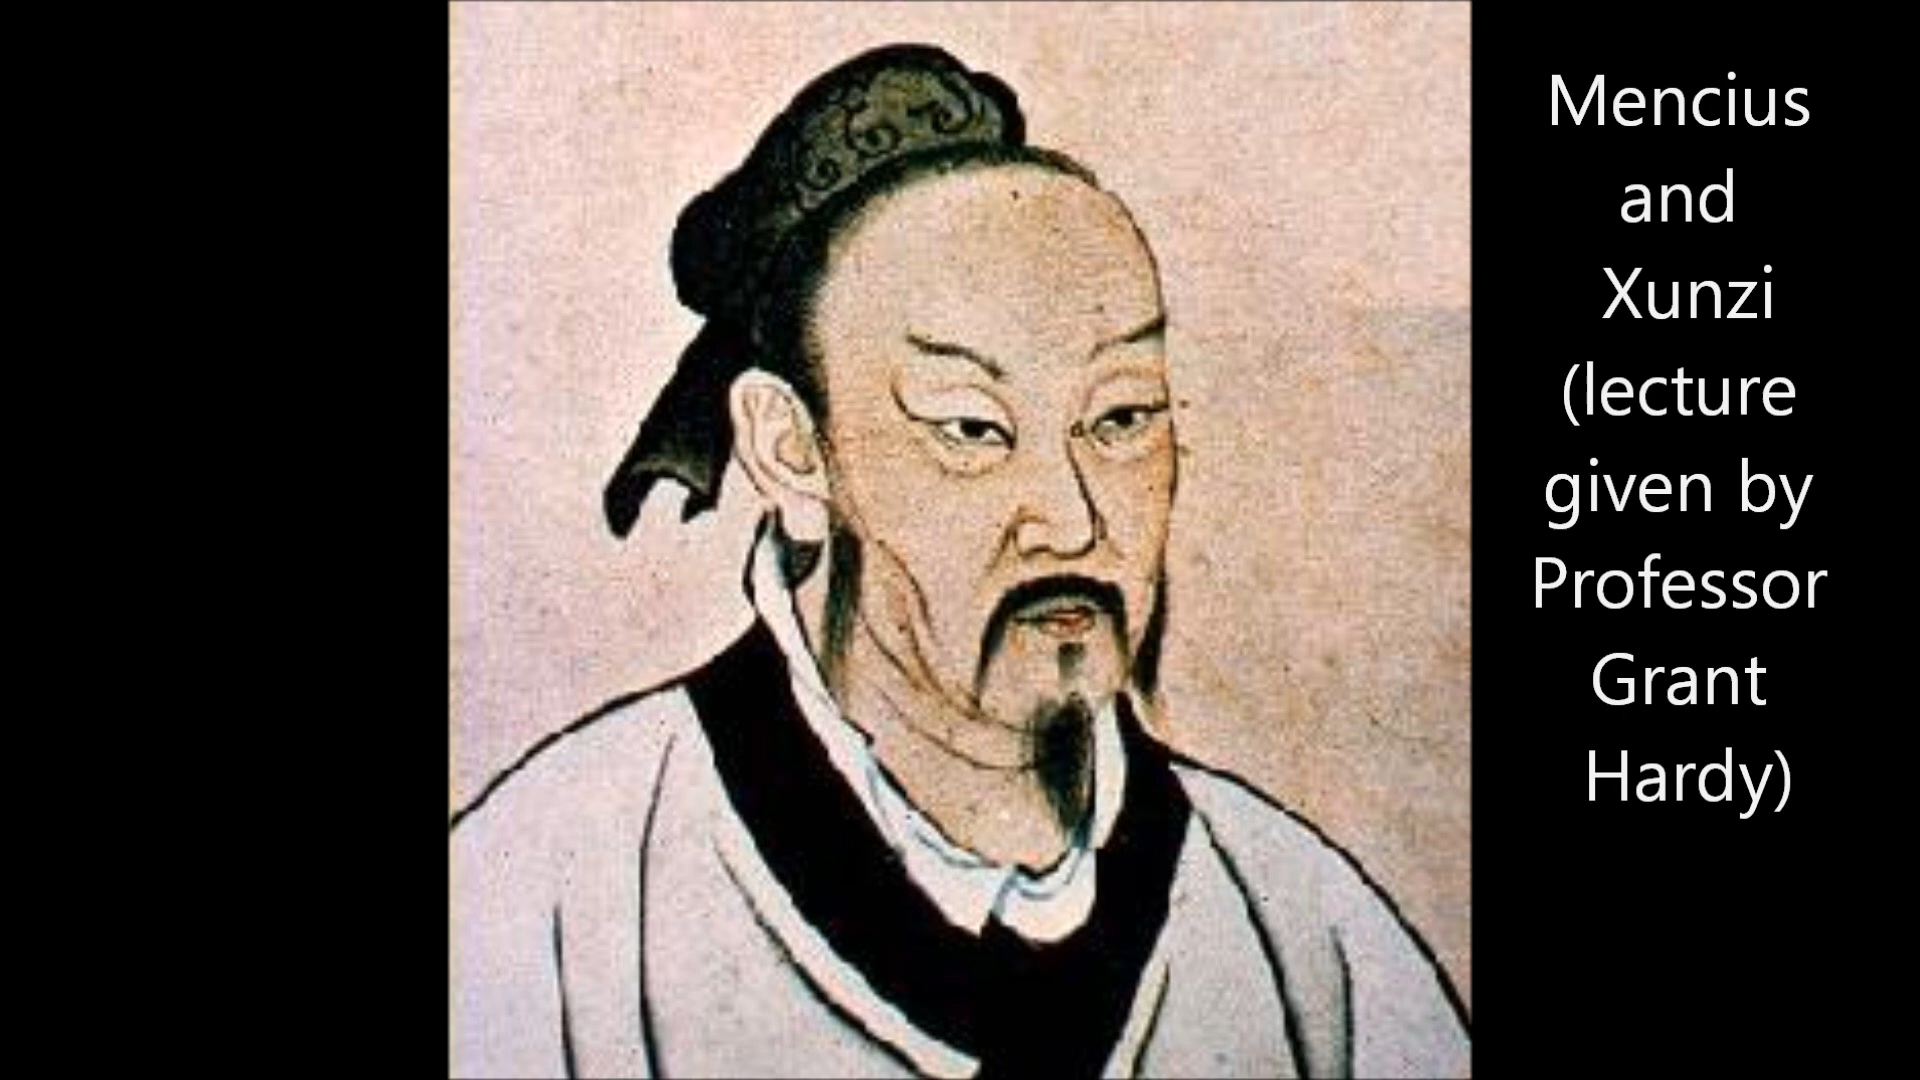 Mencius
and
Xunzi
(lecture
given by
Professor
Grant
Hardy)